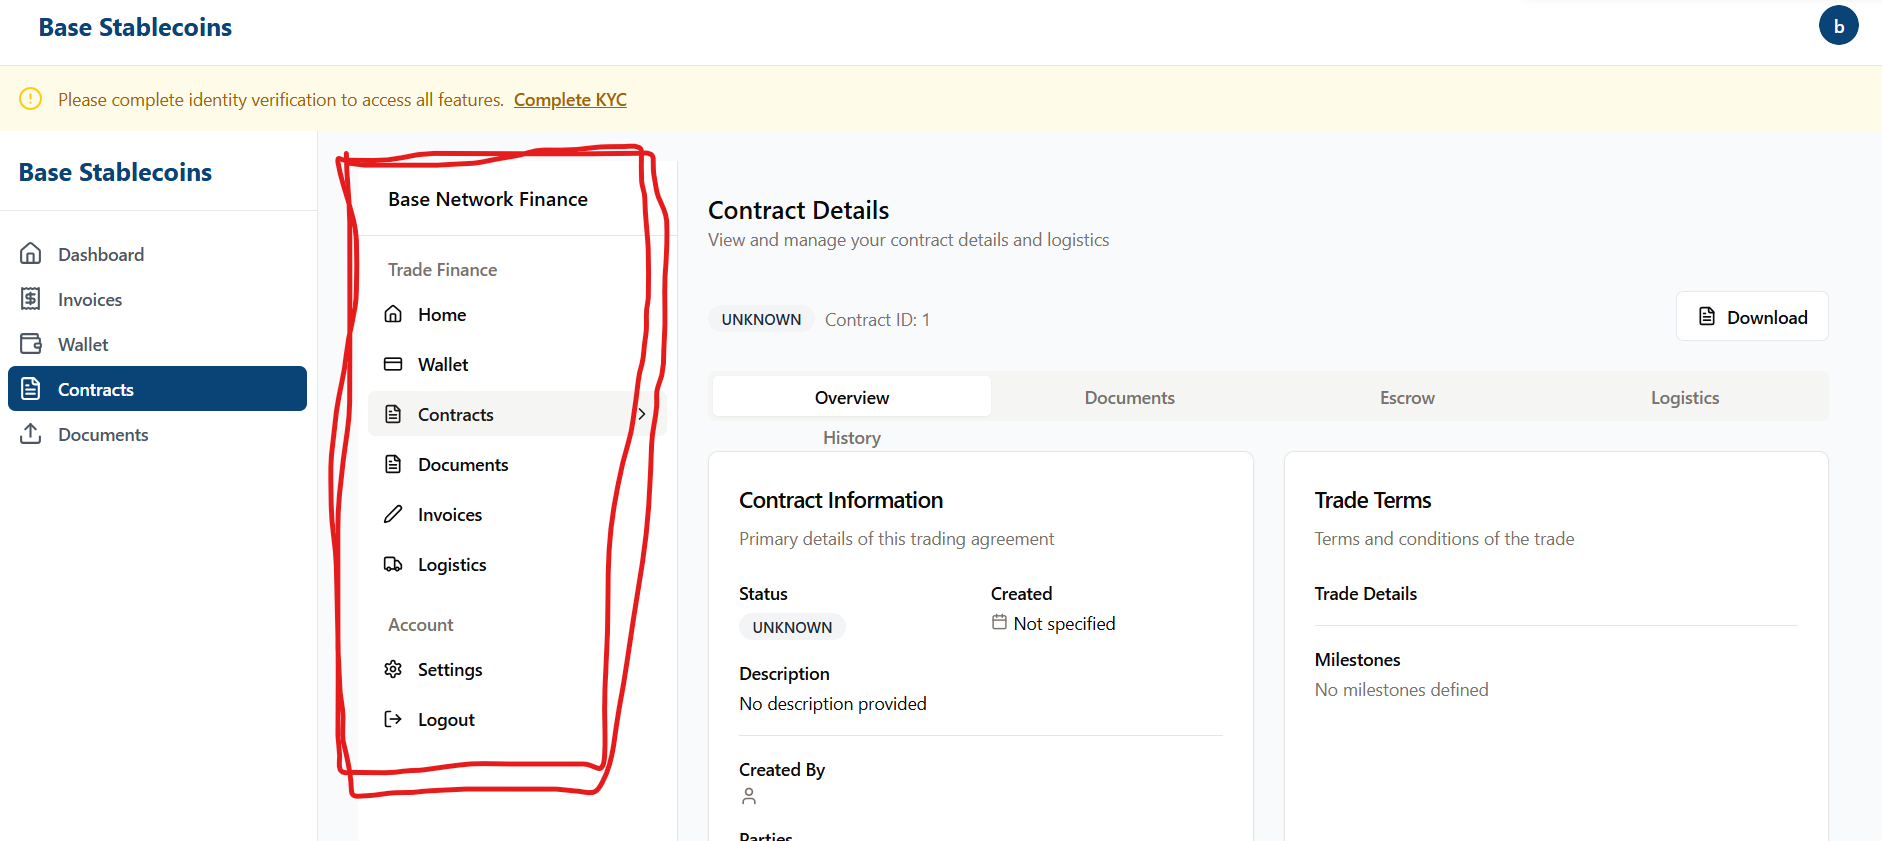 Base Stablecoins
b
Please complete identity verification to access all features. Complete KYC
Base Stablecoins
Dashboard
Invoices
Wallet
Contracts
Documents
Base Network Finance
Trade Finance
Home
Wallet
Contracts
Documents
Invoices
Logistics
Account
Settings
Logout
Contract Details
View and manage your contract details and logistics
UNKNOWN Contract ID: 1
Download
Overview Documents Escrow Logistics
History
Contract Information
Primary details of this trading agreement
Status
UNKNOWN
Created
Not specified
Description
No description provided
Created By
Parties
Trade Terms
Terms and conditions of the trade
Trade Details
Milestones
No milestones defined